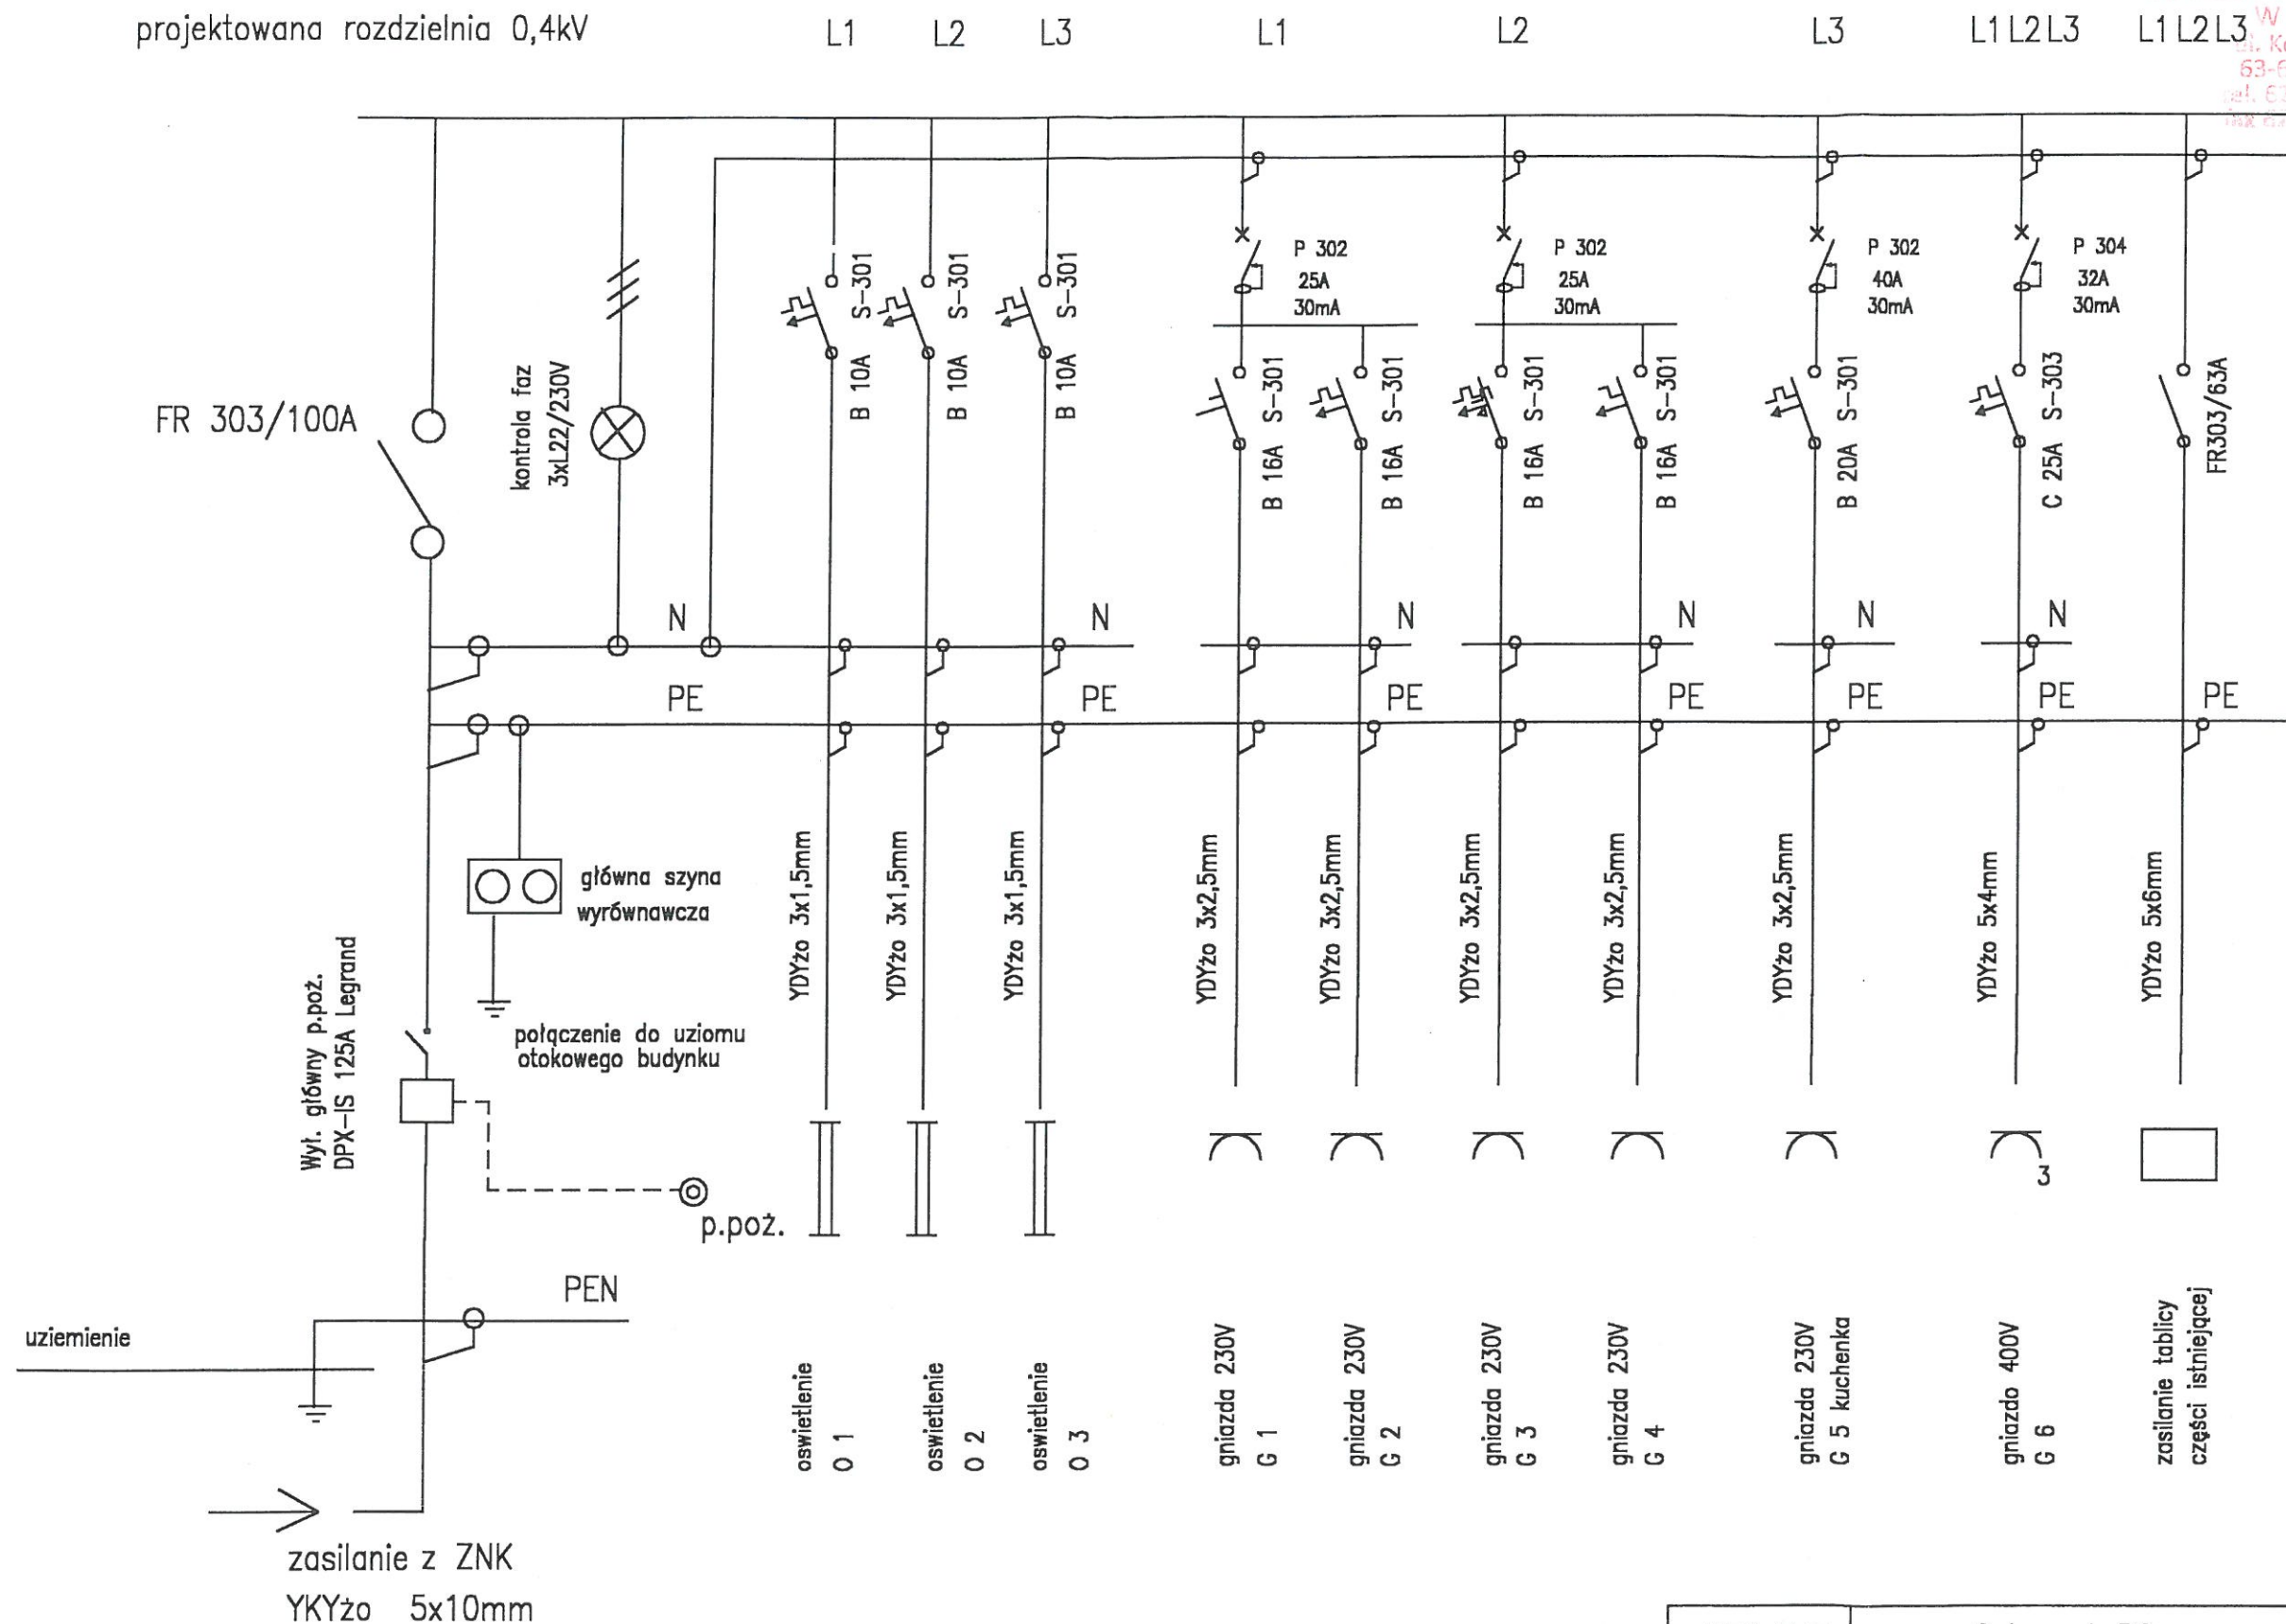 projektowana rozdzielnia 0,4kV
L1
L2
L3
L1
L2
L3
L1 L2 L3
L1 L2 L3
W
63-6
FR 303/100A
kontrola faz
3xL22/230V
B 10A S-301
B 10A S-301
B 10A S-301
P 302
25A
30mA
P 302
25A
30mA
P 302
40A
30mA
P 304
32A
30mA
B 16A S-301
B 16A S-301
B 16A S-301
B 16A S-301
B 20A S-301
C 25A S-303
FR303/63A
N
N
N
N
N
N
PE
PE
PE
PE
PE
PE
PE
główna szyna
wyrównawcza
połączenie do uziomu
otokowego budynku
Wył. główny p.poż.
DPX-IS 125A Legrand
p.poż.
YDYżo 3x1,5mm
YDYżo 3x1,5mm
YDYżo 3x1,5mm
YDYżo 3x2,5mm
YDYżo 3x2,5mm
YDYżo 3x2,5mm
YDYżo 3x2,5mm
YDYżo 3x2,5mm
YDYżo 5x4mm
YDYżo 5x6mm
3
PEN
uziemienie
oswietlenie
O 1
oswietlenie
O 2
oswietlenie
O 3
gniazda 230V
G 1
gniazda 230V
G 2
gniazda 230V
G 3
gniazda 230V
G 4
gniazda 230V
G 5 kuchenka
gniazdo 400V
G 6
zasilanie tablicy
części istniejącej
zasilanie z ZNK
YKYżo 5x10mm